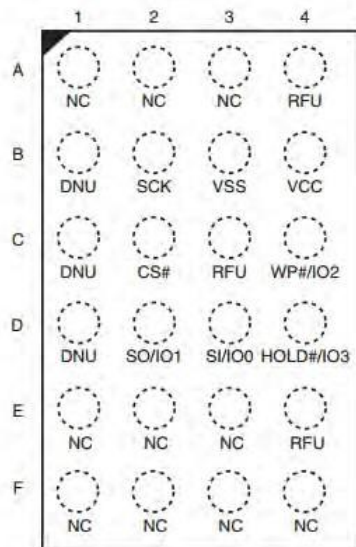 1 2 3 4
A
NC NC NC RFU
B
DNU SCK VSS VCC
C
DNU CS# RFU WP#/IO2
D
DNU SO/IO1 SI/IO0 HOLD#/IO3
E
NC NC NC RFU
F
NC NC NC NC